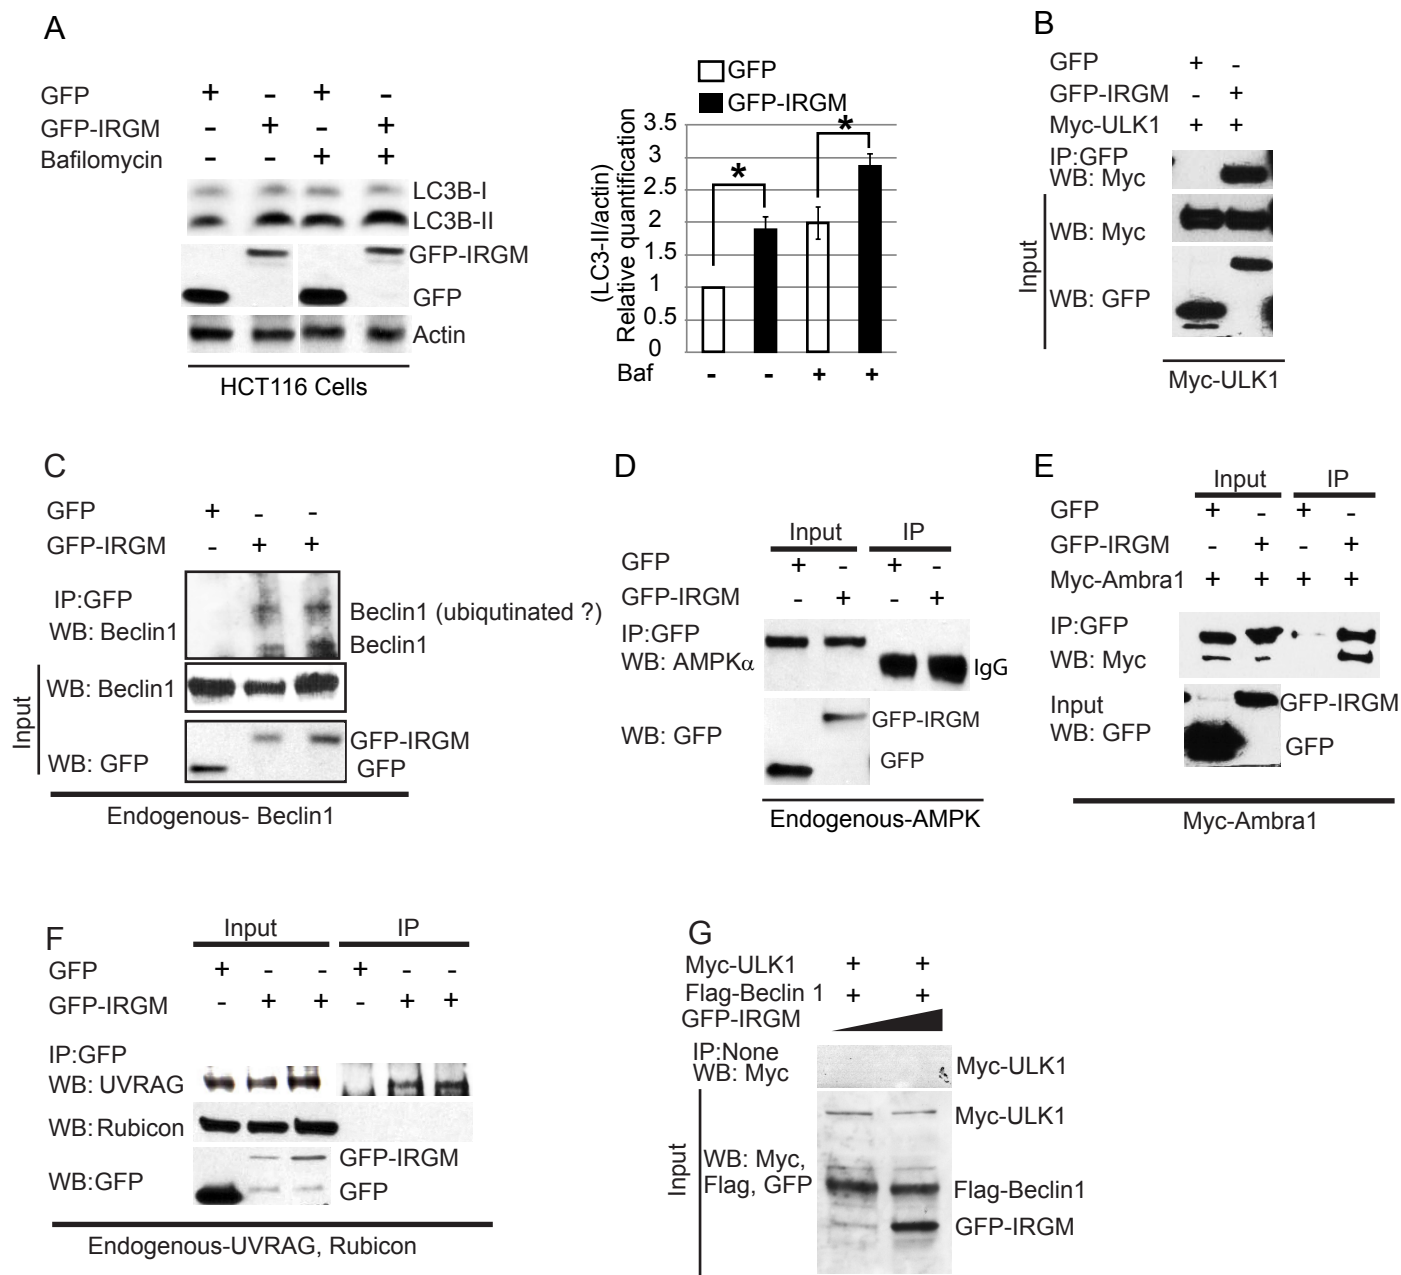 A
GFP + - + -
GFP-IRGM - + - +
Bafilomycin - - + +
LC3B-I
LC3B-II
GFP-IRGM
GFP
Actin
HCT116 Cells
GFP
GFP-IRGM
(LC3-II/actin)
Relative quantification
3.5
3
2.5
2
1.5
1
0.5
0
* *
Baf - - + +
B
GFP + -
GFP-IRGM - +
Myc-ULK1 + +
IP:GFP
WB: Myc
Input
WB: Myc
WB: GFP
Myc-ULK1
C
GFP + - -
GFP-IRGM - + +
IP:GFP
WB: Beclin1
Beclin1 (ubiqutinated ?)
Beclin1
Input
WB: Beclin1
WB: GFP
GFP-IRGM
GFP
Endogenous- Beclin1
D
Input IP
GFP + - + -
GFP-IRGM - + - +
IP:GFP
WB: AMPKα
IgG
WB: GFP
GFP-IRGM
GFP
Endogenous-AMPK
E
Input IP
GFP + - + -
GFP-IRGM - + - +
Myc-Ambra1 + + + +
IP:GFP
WB: Myc
Input
WB: GFP
GFP-IRGM
GFP
Myc-Ambra1
F
Input IP
GFP + - - + - -
GFP-IRGM - + + - + +
IP:GFP
WB: UVRAG
WB: Rubicon
WB:GFP
GFP-IRGM
GFP
Endogenous-UVRAG, Rubicon
G
Myc-ULK1 + +
Flag-Beclin 1 + +
GFP-IRGM
IP:None
WB: Myc
Myc-ULK1
Input
WB: Myc,
Flag, GFP
Myc-ULK1
Flag-Beclin1
GFP-IRGM